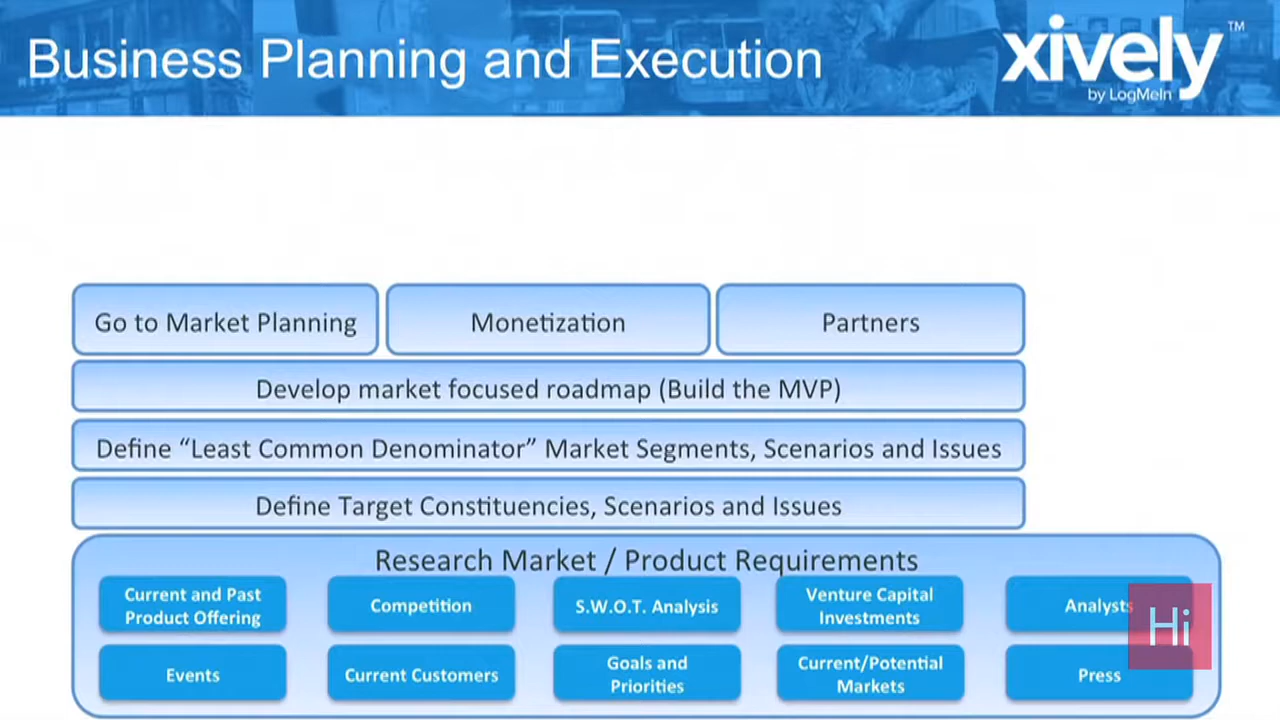 Business Planning and Execution
xively™
by LogMeIn
Go to Market Planning
Monetization
Partners
Develop market focused roadmap (Build the MVP)
Define “Least Common Denominator” Market Segments, Scenarios and Issues
Define Target Constituencies, Scenarios and Issues
Research Market / Product Requirements
Current and Past
Product Offering
Competition
S.W.O.T. Analysis
Venture Capital
Investments
Analysts
Hi
Events
Current Customers
Goals and
Priorities
Current/Potential
Markets
Press